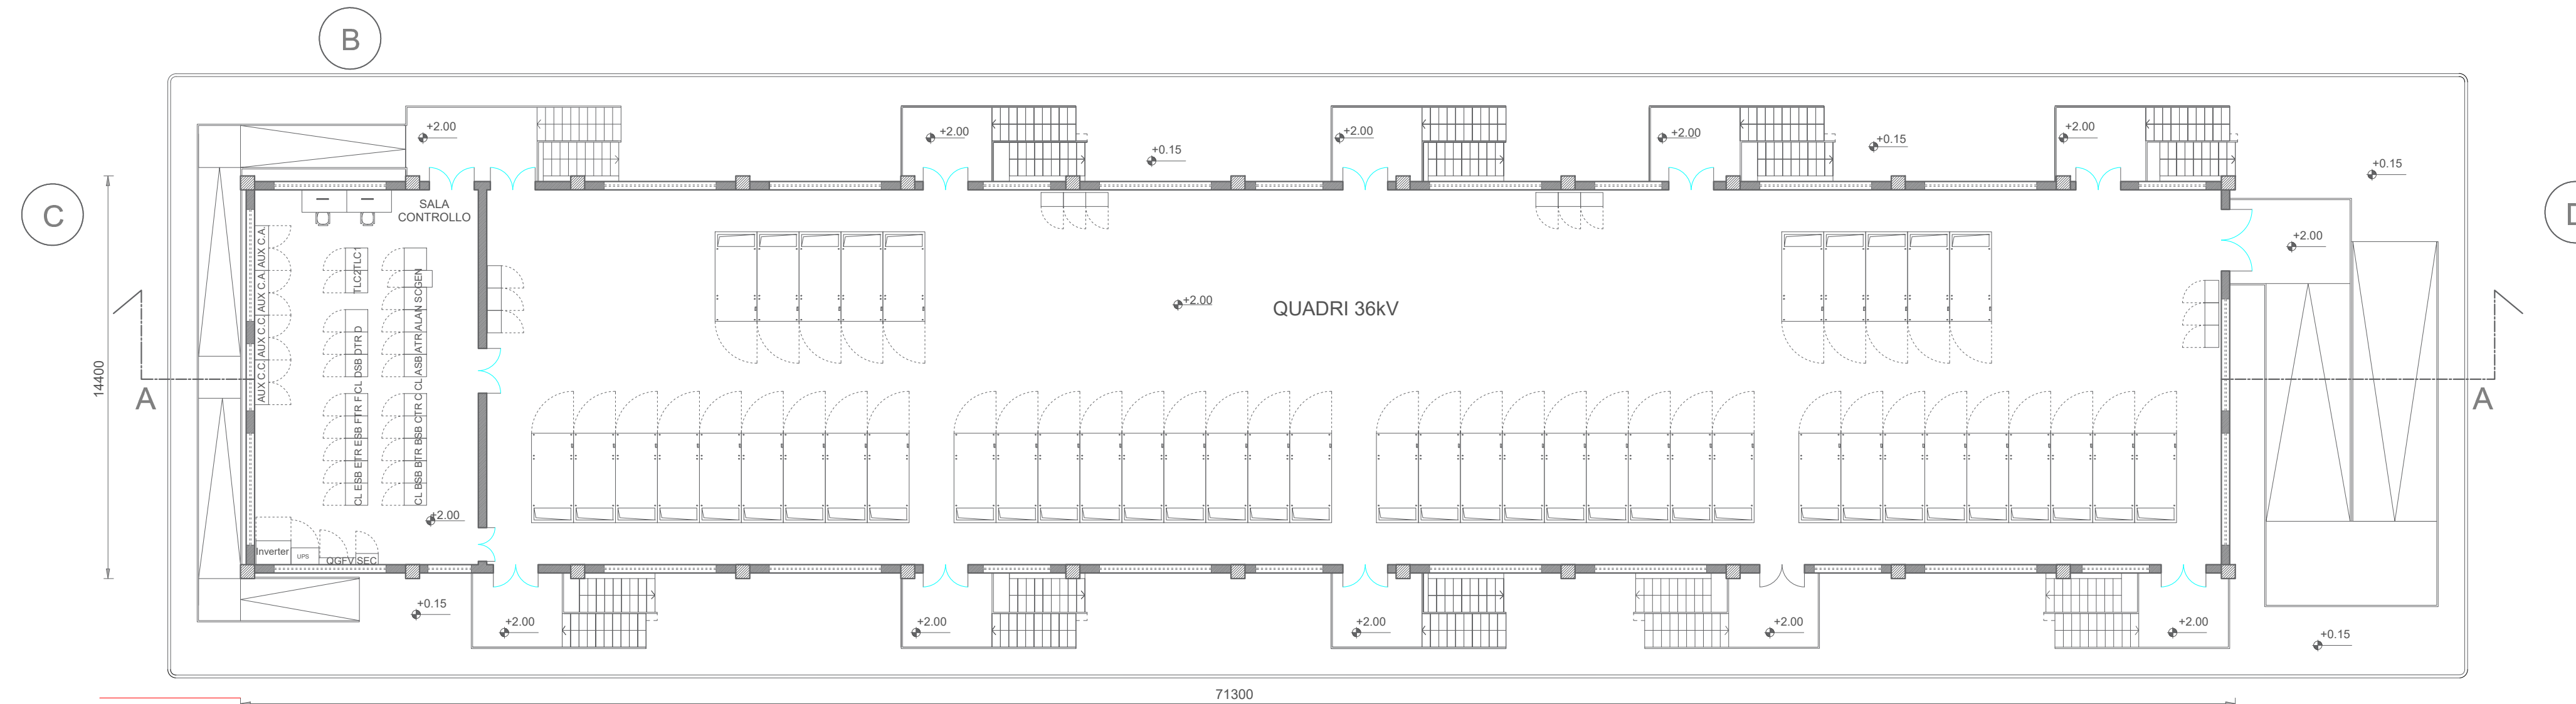 B
+2.00
+2.00
+2.00
+2.00
+2.00
+0.15
+0.15
+0.15
C
D
SALA
CONTROLLO
AUX C.A.
AUX C.A.
AUX C.C.
AUX C.C.
TLC2 TLC1
SCGEN
ALAN
ATR
ASB
CL
DTR D
DSB
CL
CL ESB ETR ESB FTR F
CL BSB BTR BSB CTR C
+2.00
+2.00
QUADRI 36kV
+2.00
14400
A
A
Inverter
UPS
QGFV SEC
+0.15
+2.00
+2.00
+2.00
+2.00
+2.00
+0.15
71300